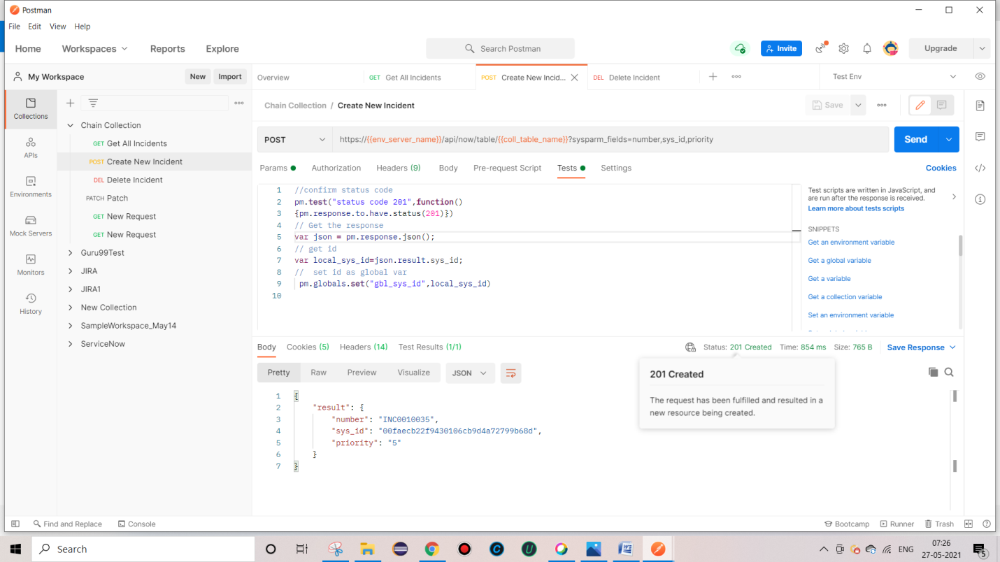 Postman
File Edit View Help
Home Workspaces Reports Explore Search Postman Invite Upgrade
My Workspace New Import
Overview GET Get All Incidents POST Create New Incid... DEL Delete Incident Test Env
Collections
APIs
Environments
Mock Servers
Monitors
History
Chain Collection
GET Get All Incidents
POST Create New Incident
DEL Delete Incident
PATCH Patch
GET New Request
GET New Request
Guru99Test
JIRA
JIRA1
New Collection
SampleWorkspace_May14
ServiceNow
Chain Collection / Create New Incident Save
POST https://{{env_server_name}}/api/now/table/{{coll_table_name}}?sysparm_fields=number,sys_id,priority Send
Params Authorization Headers (9) Body Pre-request Script Tests Settings Cookies
1 //confirm status code
2 pm.test("status code 201",function()
3 {pm.response.to.have.status(201)})
4 // Get the response
5 var json = pm.response.json();
6 // get id
7 var local_sys_id=json.result.sys_id;
8 //  set id as global var
9 pm.globals.set("gbl_sys_id",local_sys_id)
10
Test scripts are written in JavaScript, and
are run after the response is received.
Learn more about tests scripts
SNIPPETS
Get an environment variable
Get a global variable
Get a variable
Get a collection variable
Set an environment variable
Body Cookies (5) Headers (14) Test Results (1/1) Status: 201 Created Time: 854 ms Size: 765 B Save Response
Pretty Raw Preview Visualize JSON
201 Created
The request has been fulfilled and resulted in a
new resource being created.
1 {
2 "result": {
3 "number": "INC0010035",
4 "sys_id": "00faecb22f9430106cb9d4a72799b68d",
5 "priority": "5"
6 }
7 }
Find and Replace Console Bootcamp Runner Trash
Search ENG 07:26
27-05-2021 5